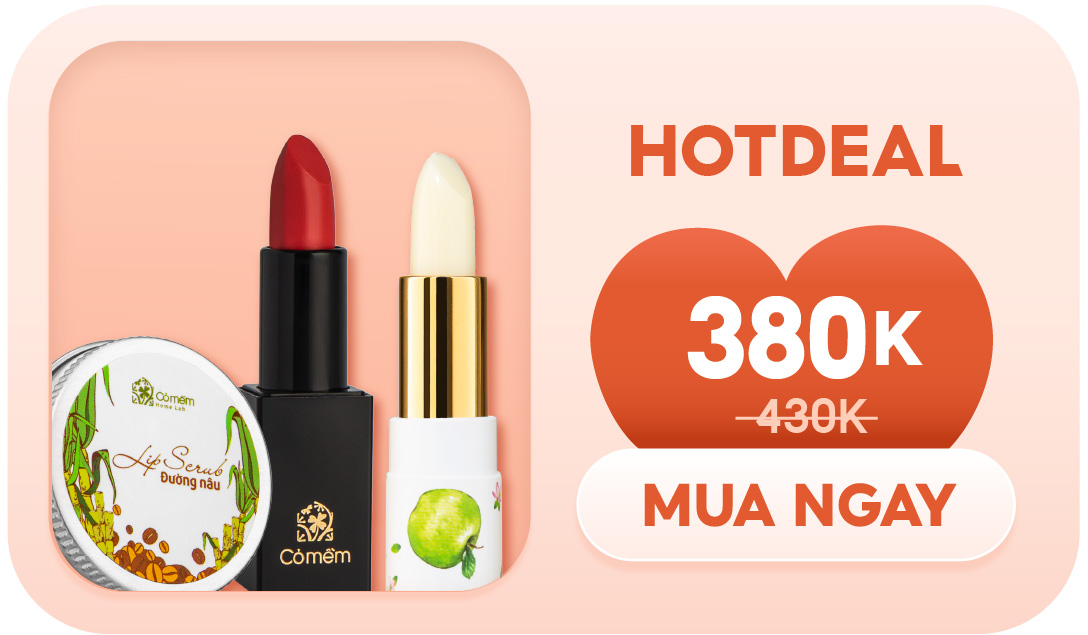 HOTDEAL
380K
430K
MUA NGAY
Cỏ mềm
Home Lab
Lip Scrub
Đường nâu
Cỏ mềm